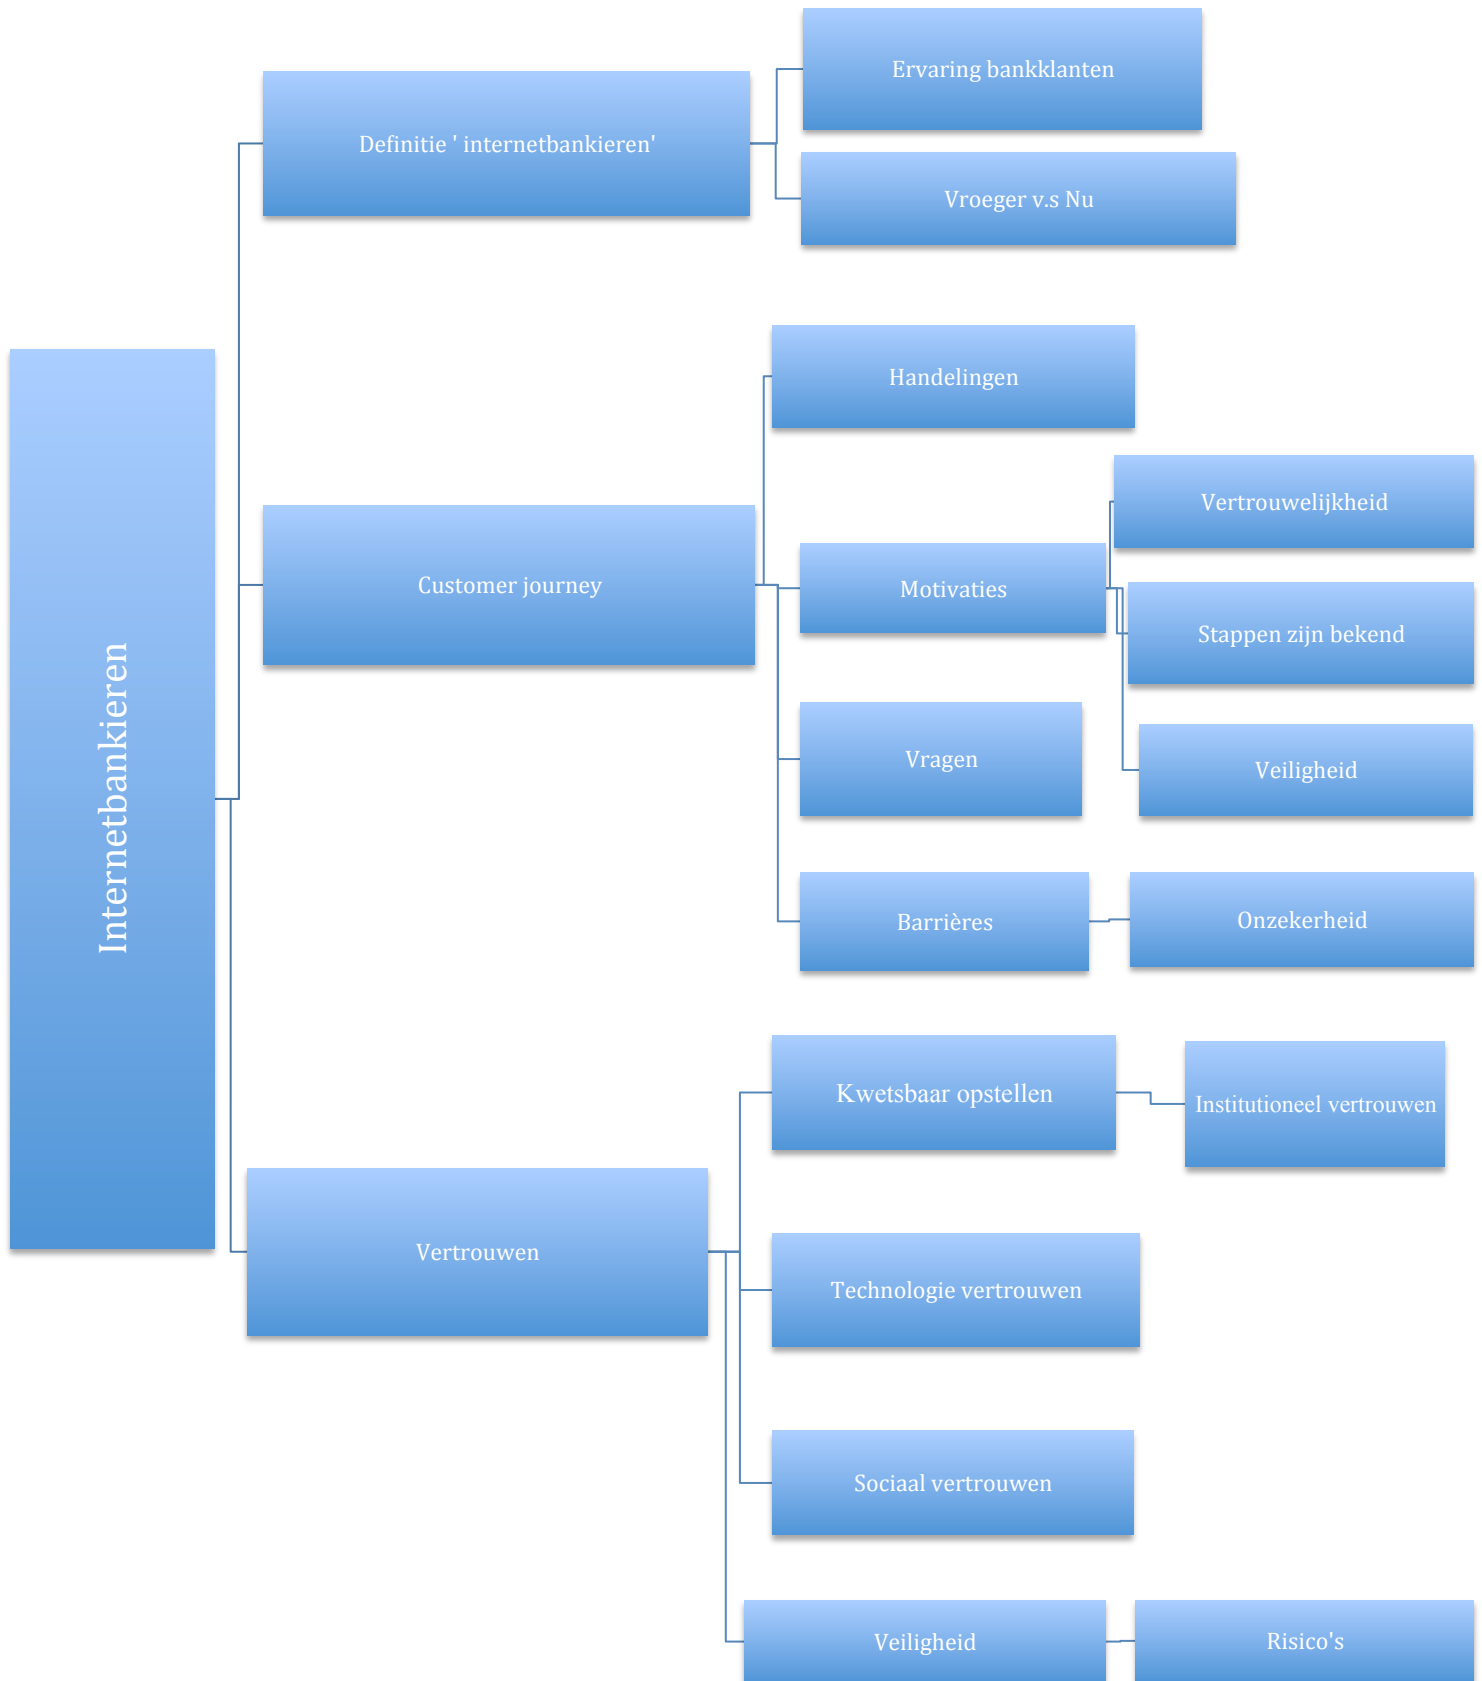 Internetbankieren
Definitie ' internetbankieren'
Ervaring bankklanten
Vroeger v.s Nu
Customer journey
Handelingen
Motivaties
Vertrouwelijkheid
Stappen zijn bekend
Veiligheid
Vragen
Barrières
Onzekerheid
Vertrouwen
Kwetsbaar opstellen
Institutioneel vertrouwen
Technologie vertrouwen
Sociaal vertrouwen
Veiligheid
Risico's